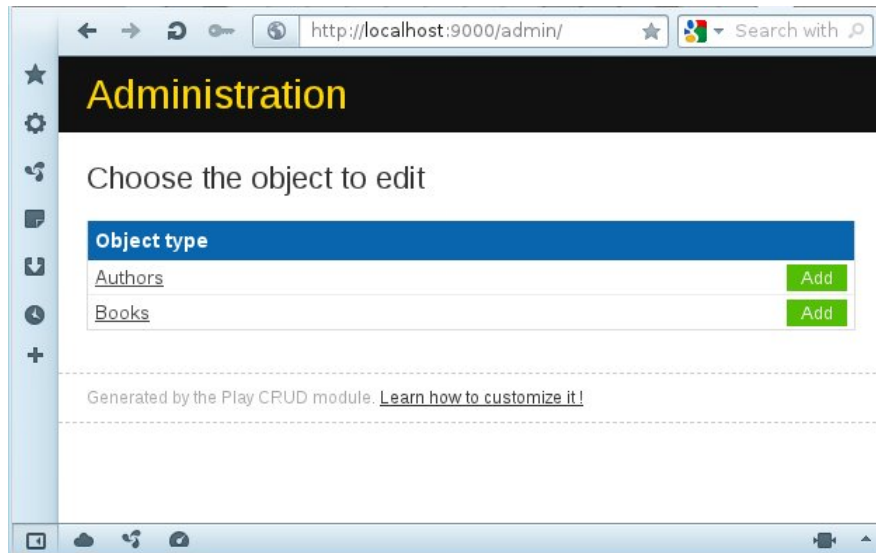 http://localhost:9000/admin/
Search with
Administration
Choose the object to edit
Object type
Authors Add
Books Add
Generated by the Play CRUD module. Learn how to customize it !